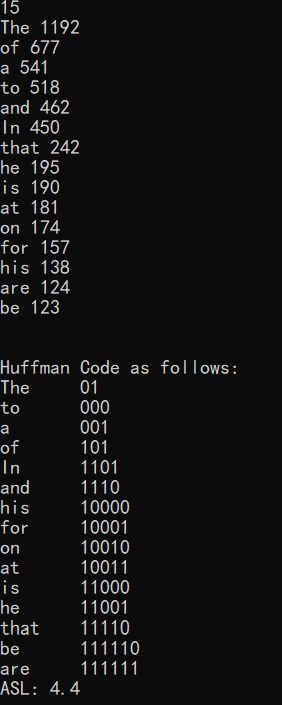 15
The 1192
of 677
a 541
to 518
and 462
In 450
that 242
he 195
is 190
at 181
on 174
for 157
his 138
are 124
be 123
Huffman Code as follows:
The 01
to 000
a 001
of 101
In 1101
and 1110
his 10000
for 10001
on 10010
at 10011
is 11000
he 11001
that 11110
be 111110
are 111111
ASL: 4.4